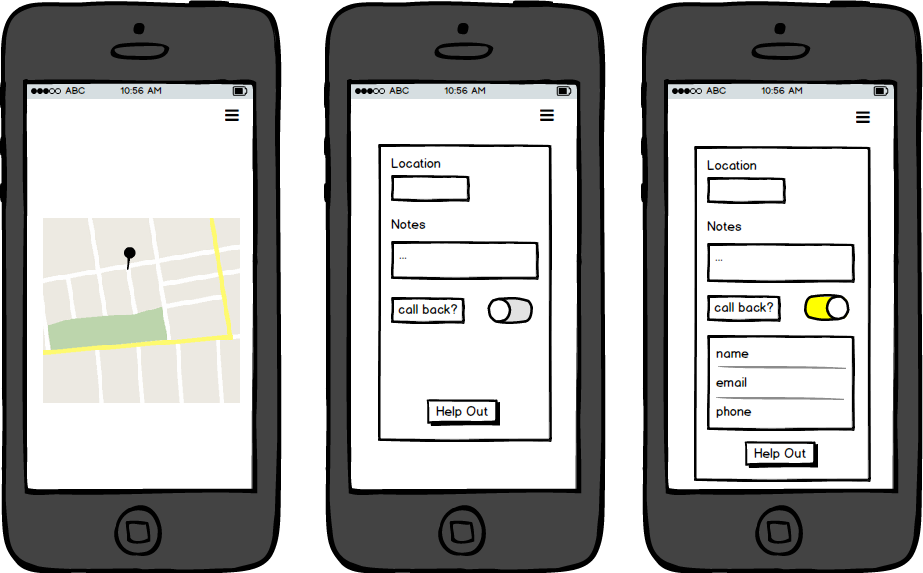 ABC 10:56 AM
ABC 10:56 AM
Location
Notes
...
call back?
Help Out
ABC 10:56 AM
Location
Notes
...
call back?
name
email
phone
Help Out